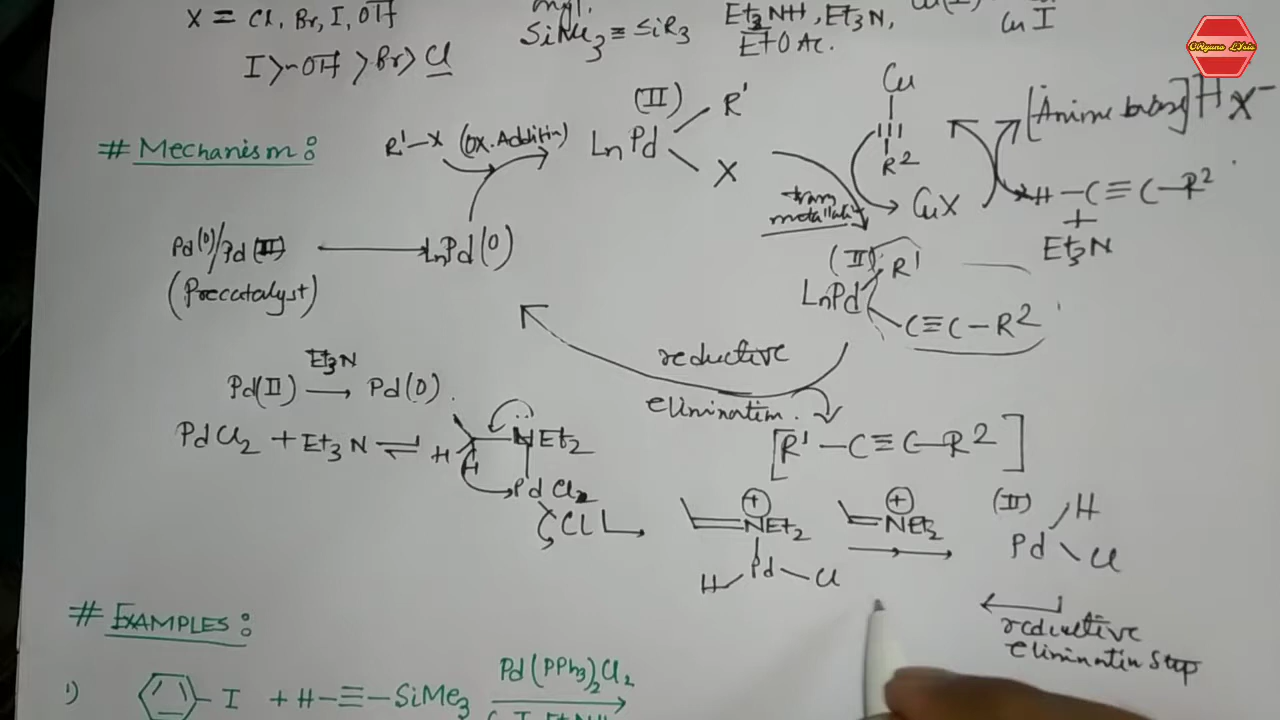 X = Cl, Br, I, OTf
I > ~OTf > Br > Cl
SiMe3 ≡ SiR3
Et2NH, Et3N,
EtOAc.
CuI
# Mechanism:
R'-X (Ox. Addition)
(II)
LnPd
R'
X
Cu
R2
CuX
trans
metallati
[Amine base]H X-
H-C≡C-R2
+
Et3N
Pd(0)/Pd(II)
(Precatalyst)
LnPd(0)
(II)
R'
LnPd
C≡C-R2
reductive
elimination.
[R'-C≡C-R2]
Et3N
Pd(II) → Pd(0).
PdCl2 + Et3N ⇌
H
H
NEt2
PdCl2
Cl
+
NEt2
H-Pd-Cl
+
NEt2
(II)
H
Pd
Cl
reductive
Elimination Step
# EXAMPLES:
1)
I + H-≡-SiMe3
Pd(PPh3)2Cl2